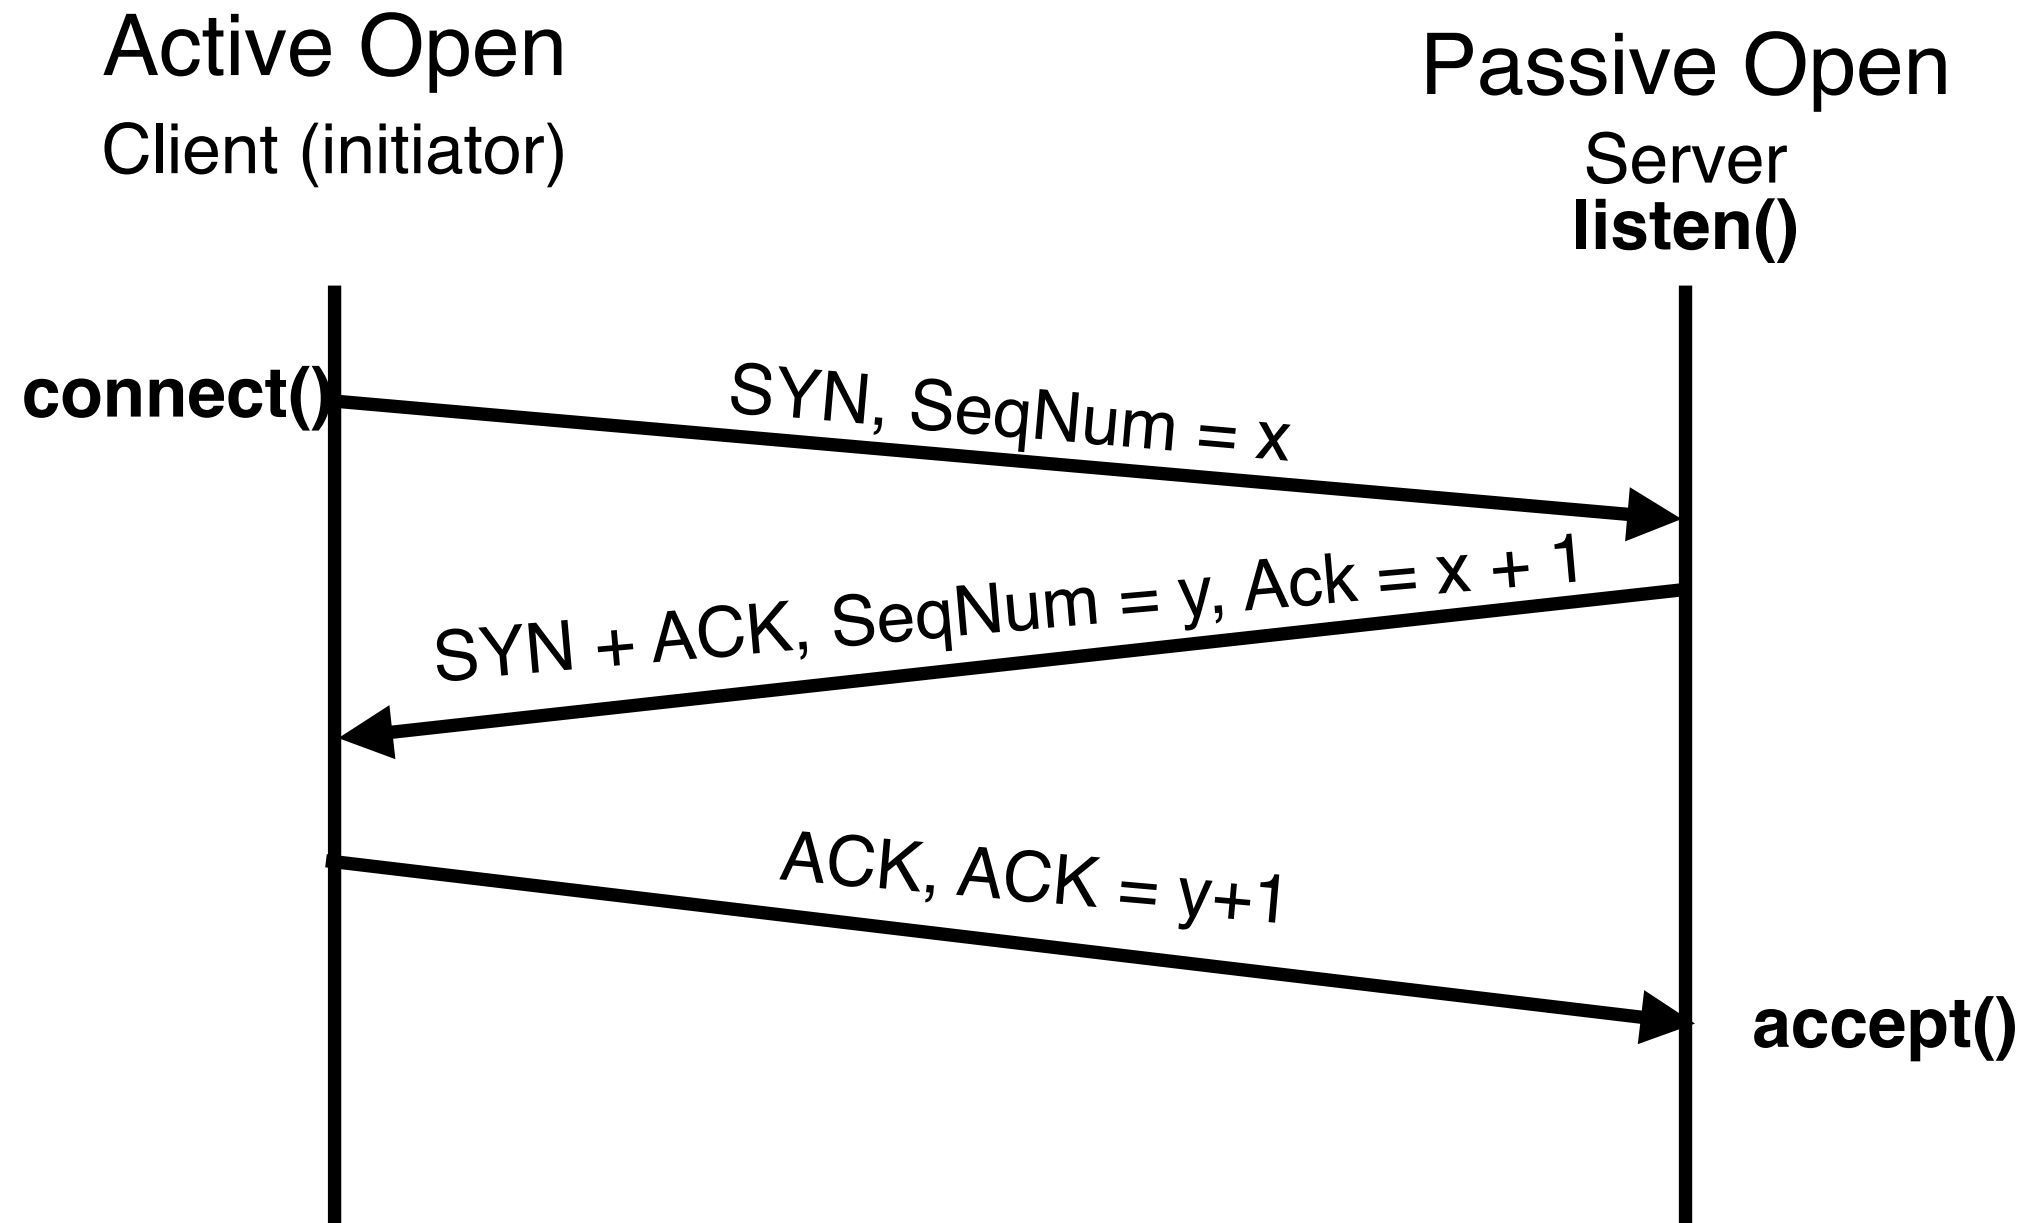 Active Open
Client (initiator)
Passive Open
Server
listen()
connect()
SYN, SeqNum = x
SYN + ACK, SeqNum = y, Ack = x + 1
ACK, ACK = y+1
accept()